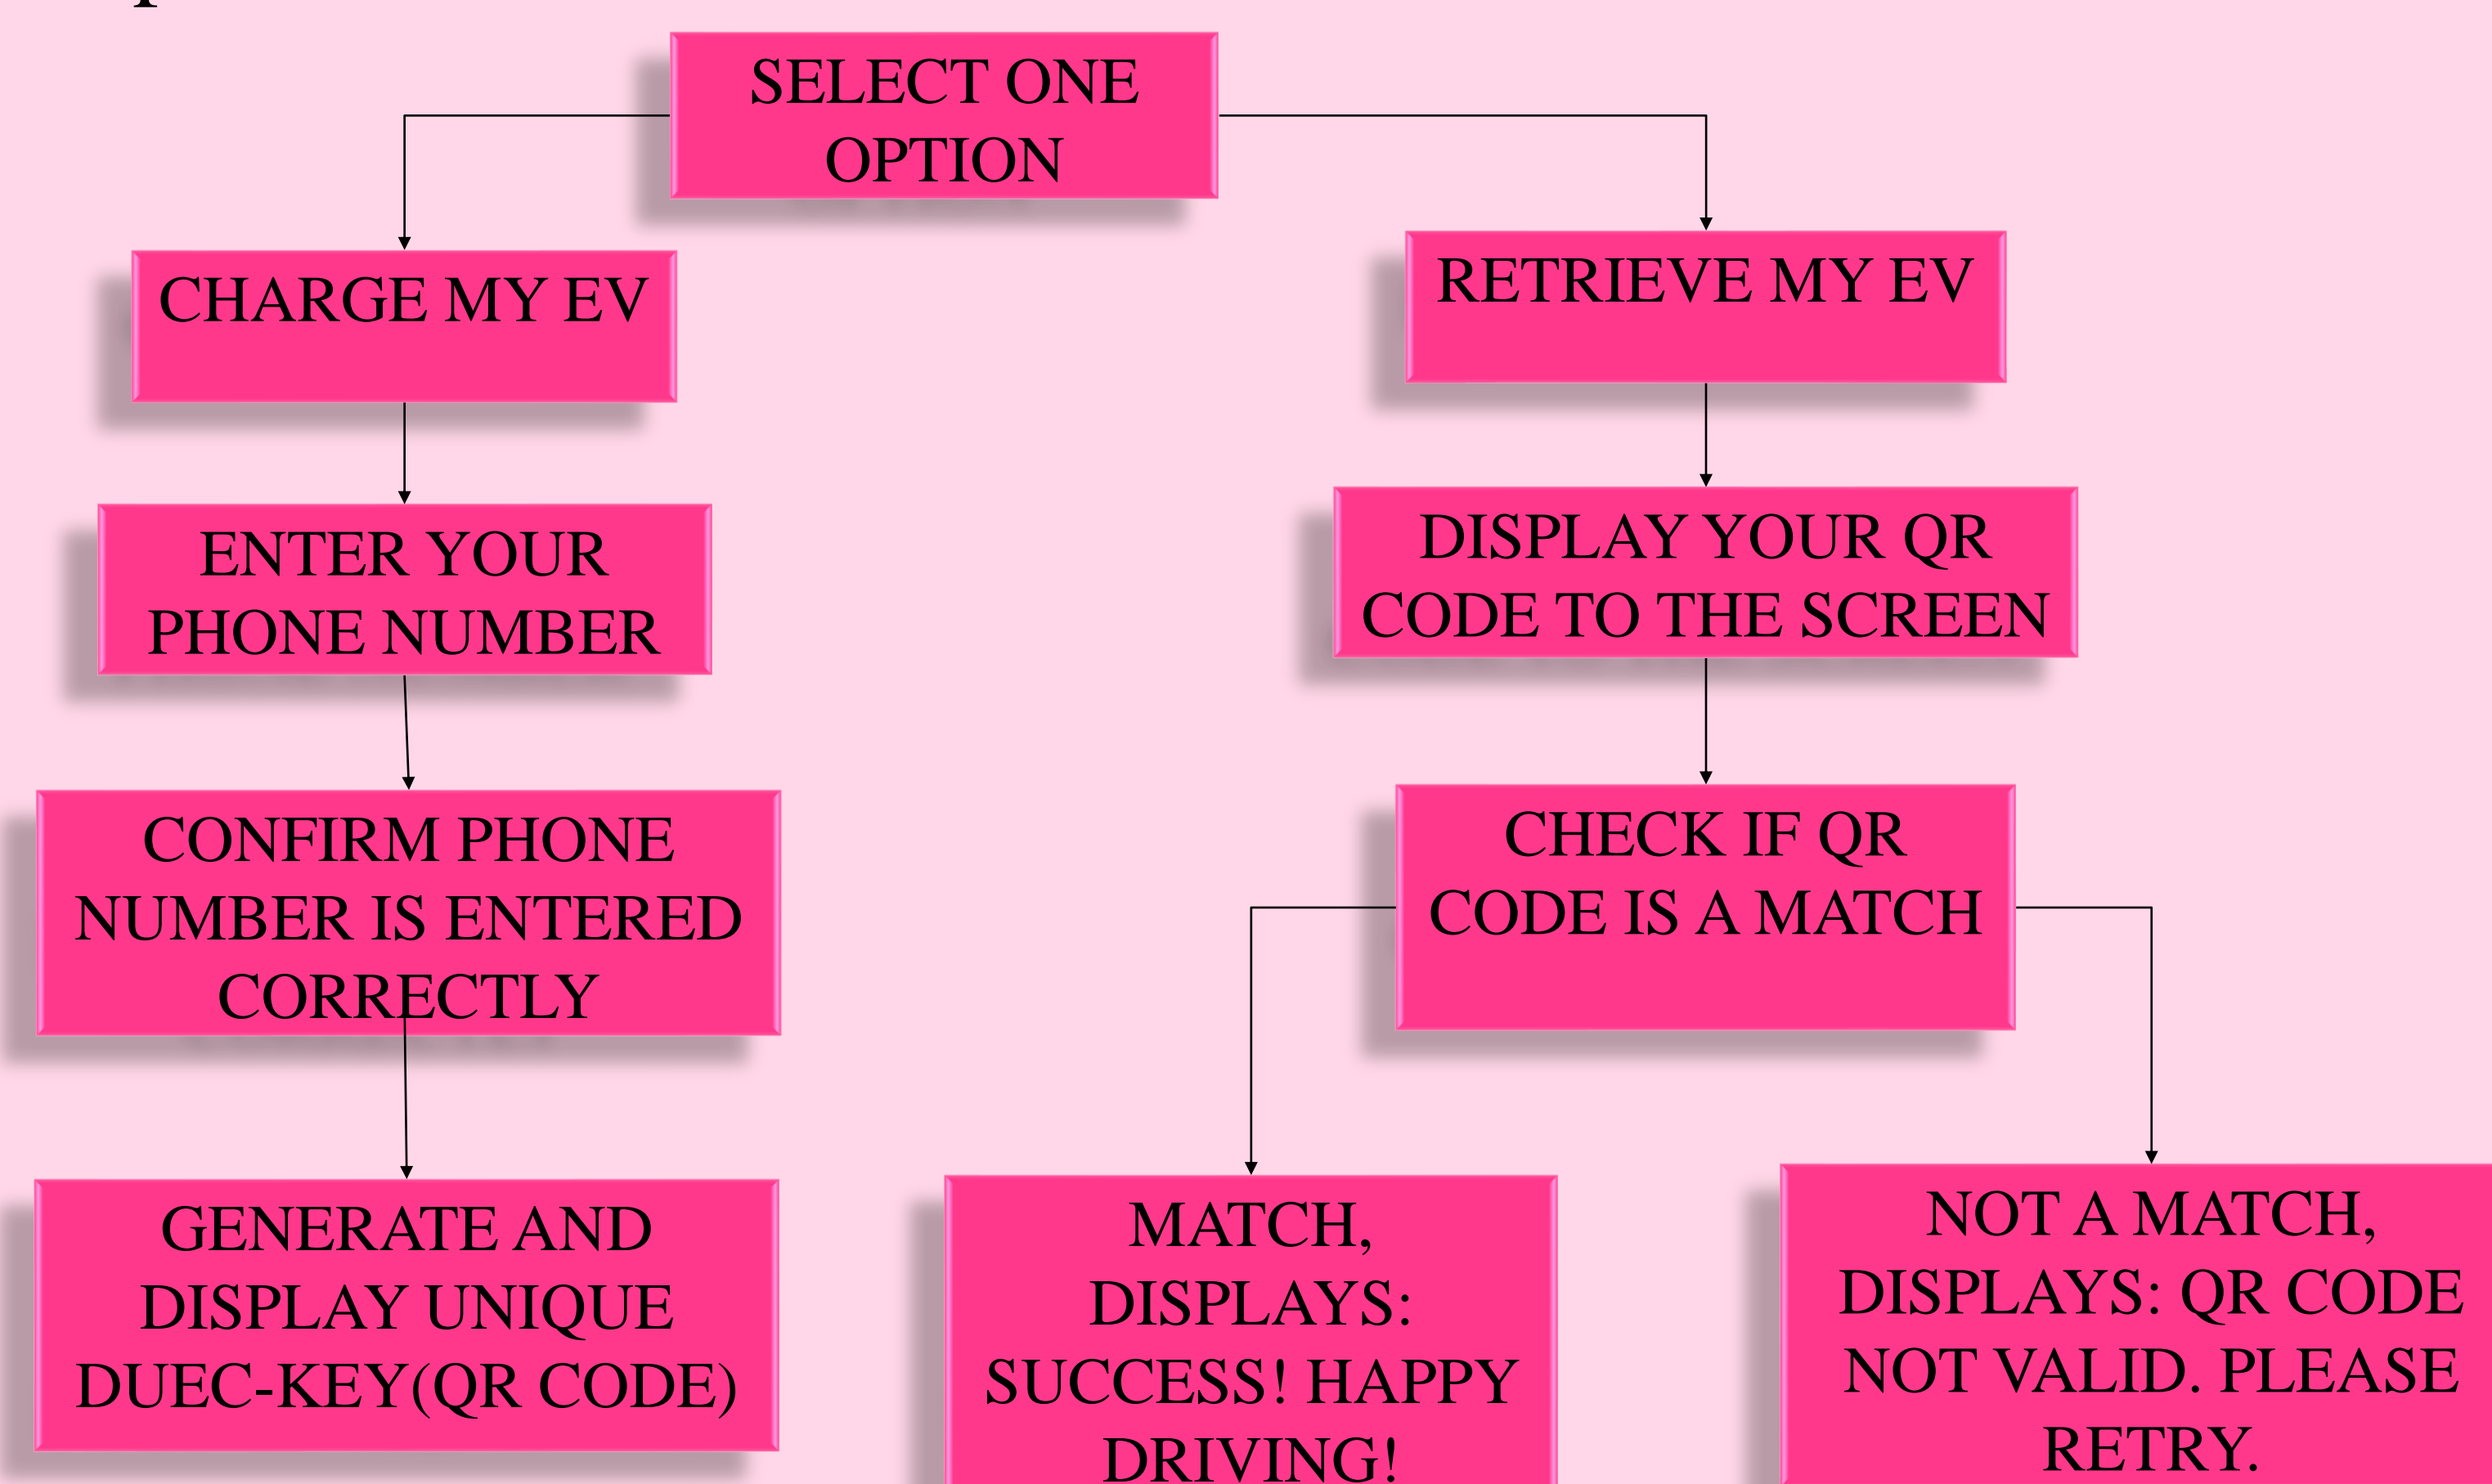 SELECT ONE
OPTION
CHARGE MY EV
RETRIEVE MY EV
ENTER YOUR
PHONE NUMBER
DISPLAY YOUR QR
CODE TO THE SCREEN
CONFIRM PHONE
NUMBER IS ENTERED
CORRECTLY
CHECK IF QR
CODE IS A MATCH
GENERATE AND
DISPLAY UNIQUE
DUEC-KEY(QR CODE)
MATCH,
DISPLAYS:
SUCCESS! HAPPY
DRIVING!
NOT A MATCH,
DISPLAYS: QR CODE
NOT VALID. PLEASE
RETRY.